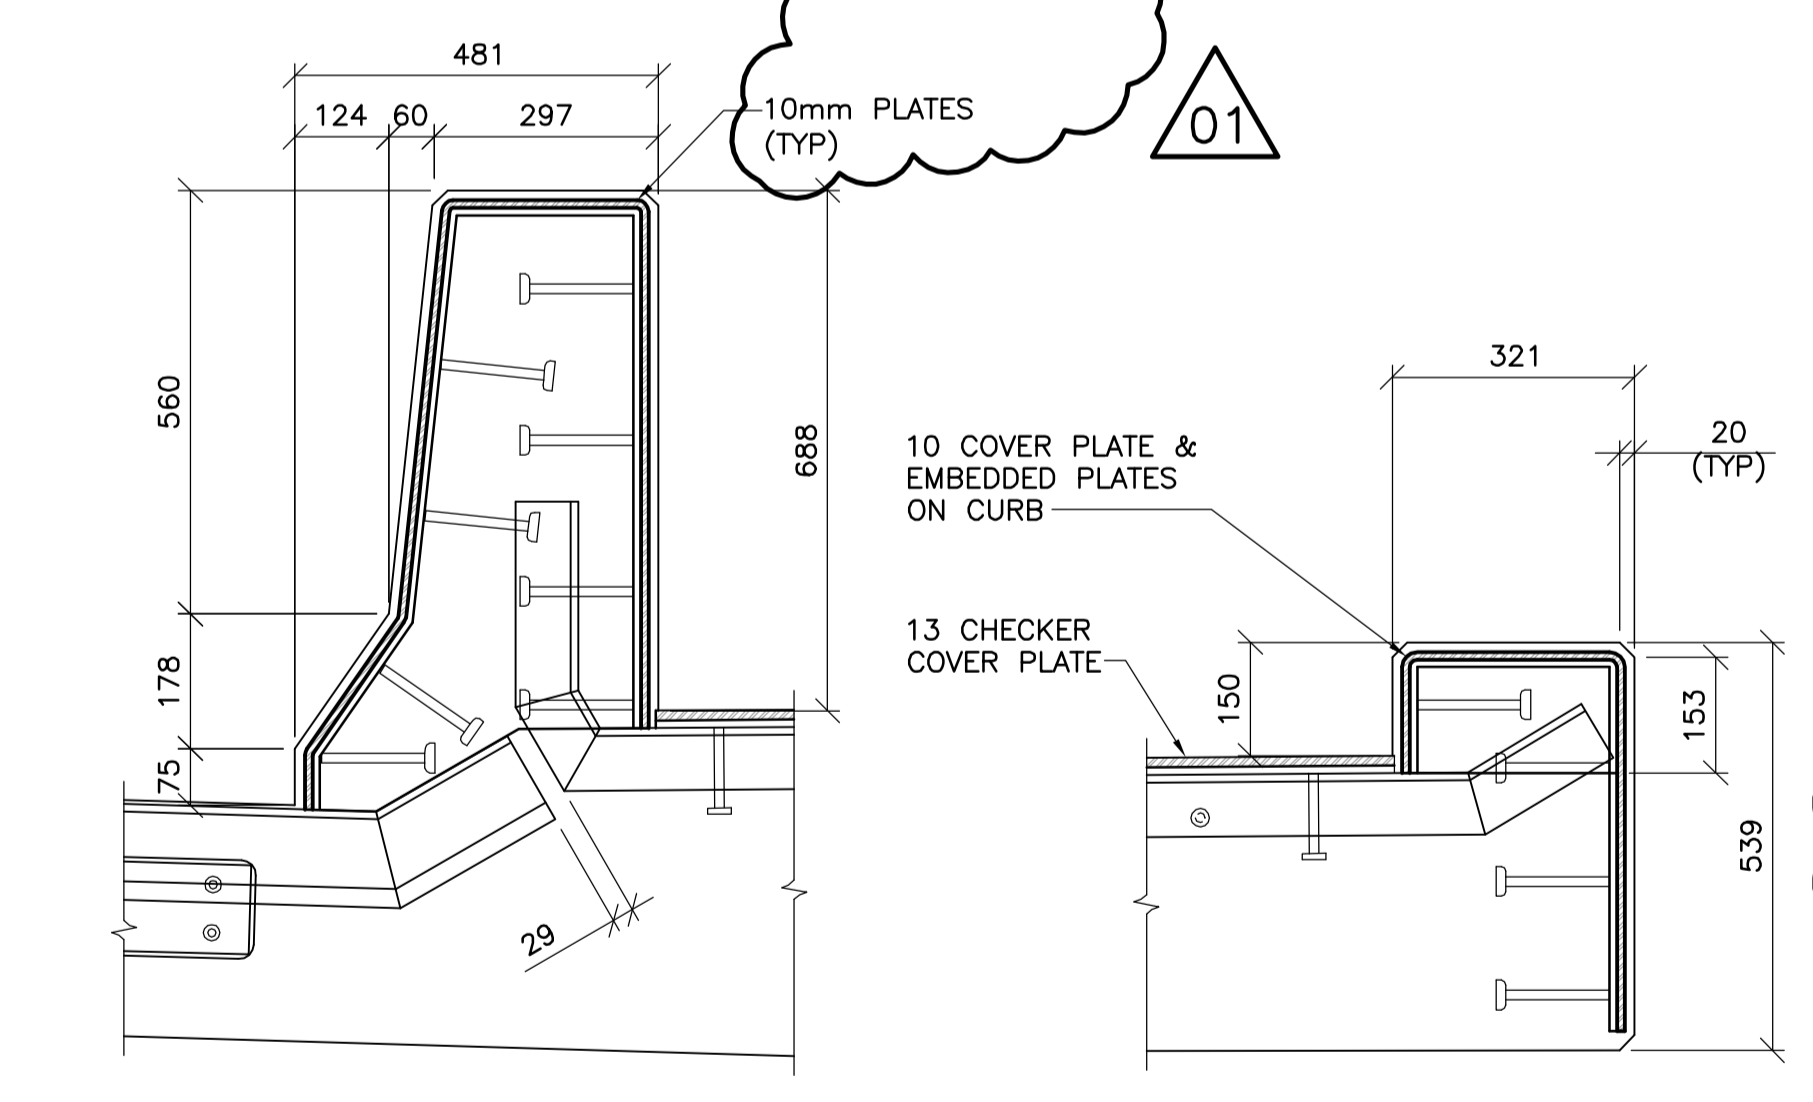 481
124 60 297
10mm PLATES
(TYP)
01
560
688
178
75
29
321
20
(TYP)
10 COVER PLATE &
EMBEDDED PLATES
ON CURB
13 CHECKER
COVER PLATE
150
153
539